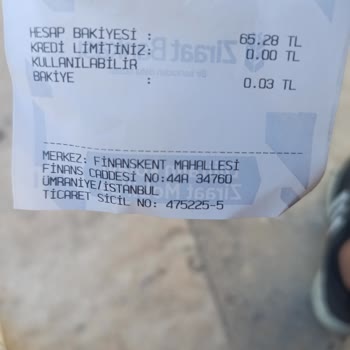 HESAP BAKİYESİ : 65.28 TL
KREDİ LİMİTİNİZ: 0.00 TL
KULLANILABİLİR
BAKİYE : 0.03 TL
MERKEZ: FİNANSKENT MAHALLESİ
FİNANS CADDESİ NO:44A 34760
ÜMRANİYE/İSTANBUL
TİCARET SİCİL NO: 475225-5